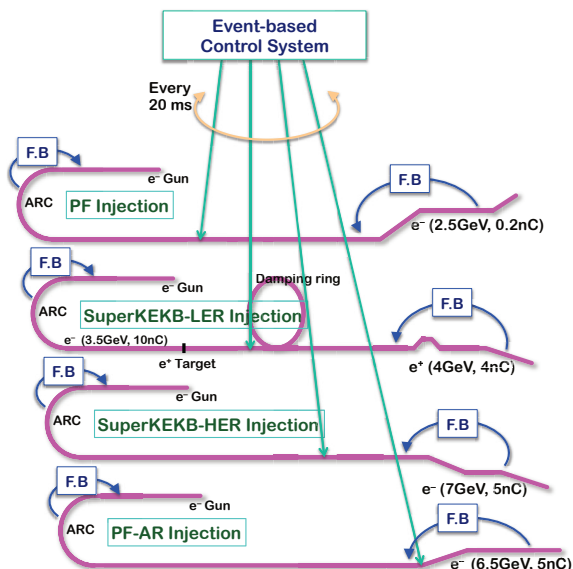 Event-based
Control System
Every
20 ms
F.B
e⁻ Gun
ARC
PF Injection
F.B
e⁻ (2.5GeV, 0.2nC)
F.B
e⁻ Gun
Damping ring
ARC
SuperKEKB-LER Injection
e⁻ (3.5GeV, 10nC)
e⁺ Target
F.B
e⁺ (4GeV, 4nC)
F.B
e⁻ Gun
ARC
SuperKEKB-HER Injection
F.B
e⁻ (7GeV, 5nC)
F.B
e⁻ Gun
ARC
PF-AR Injection
F.B
e⁻ (6.5GeV, 5nC)